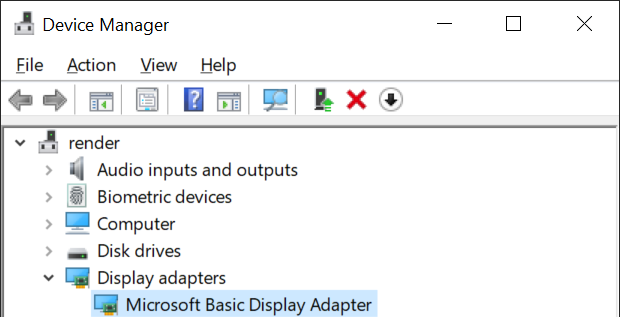 Device Manager
File Action View Help
render
Audio inputs and outputs
Biometric devices
Computer
Disk drives
Display adapters
Microsoft Basic Display Adapter